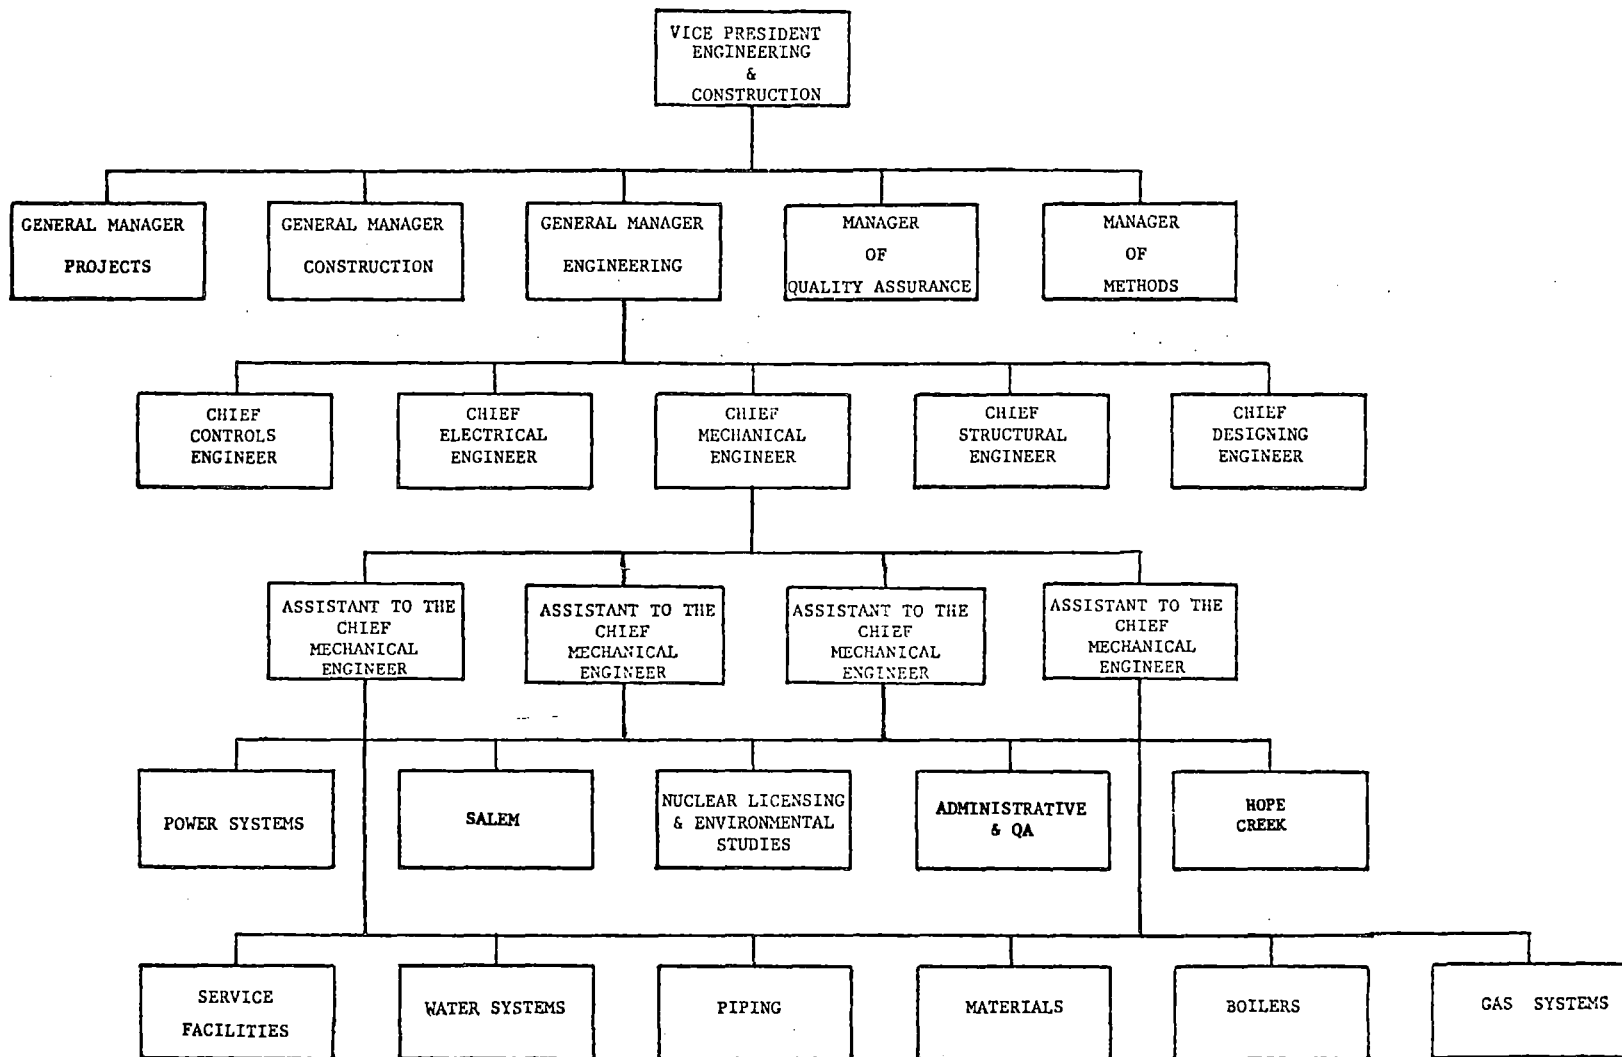 VICE PRESIDENT
ENGINEERING
&
CONSTRUCTION
GENERAL MANAGER
PROJECTS
GENERAL MANAGER
CONSTRUCTION
GENERAL MANAGER
ENGINEERING
MANAGER
OF
QUALITY ASSURANCE
MANAGER
OF
METHODS
CHIEF
CONTROLS
ENGINEER
CHIEF
ELECTRICAL
ENGINEER
CHIEF
MECHANICAL
ENGINEER
CHIEF
STRUCTURAL
ENGINEER
CHIEF
DESIGNING
ENGINEER
ASSISTANT TO THE
CHIEF
MECHANICAL
ENGINEER
ASSISTANT TO THE
CHIEF
MECHANICAL
ENGINEER
ASSISTANT TO THE
CHIEF
MECHANICAL
ENGINEER
ASSISTANT TO THE
CHIEF
MECHANICAL
ENGINEER
POWER SYSTEMS
SALEM
NUCLEAR LICENSING
& ENVIRONMENTAL
STUDIES
ADMINISTRATIVE
& QA
HOPE
CREEK
SERVICE
FACILITIES
WATER SYSTEMS
PIPING
MATERIALS
BOILERS
GAS SYSTEMS